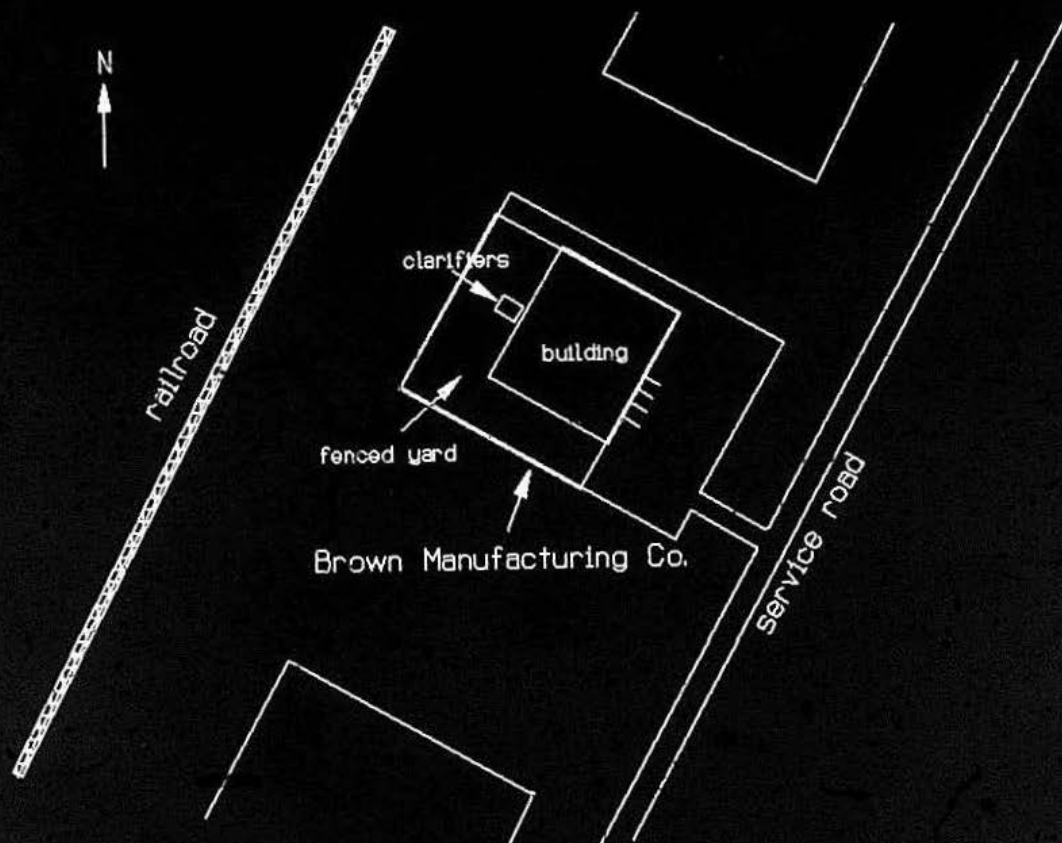 N
clarifiers
building
railroad
fenced yard
service road
Brown Manufacturing Co.